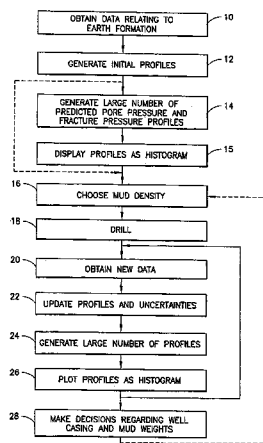 OBTAIN DATA RELATING TO
EARTH FORMATION
10
GENERATE INITIAL PROFILES
12
GENERATE LARGE NUMBER OF
PREDICTED PORE PRESSURE AND
FRACTURE PRESSURE PROFILES
14
DISPLAY PROFILES AS HISTOGRAM
15
16
CHOOSE MUD DENSITY
18
DRILL
20
OBTAIN NEW DATA
22
UPDATE PROFILES AND UNCERTAINTIES
24
GENERATE LARGE NUMBER OF PROFILES
26
PLOT PROFILES AS HISTOGRAM
28
MAKE DECISIONS REGARDING WELL
CASING AND MUD WEIGHTS